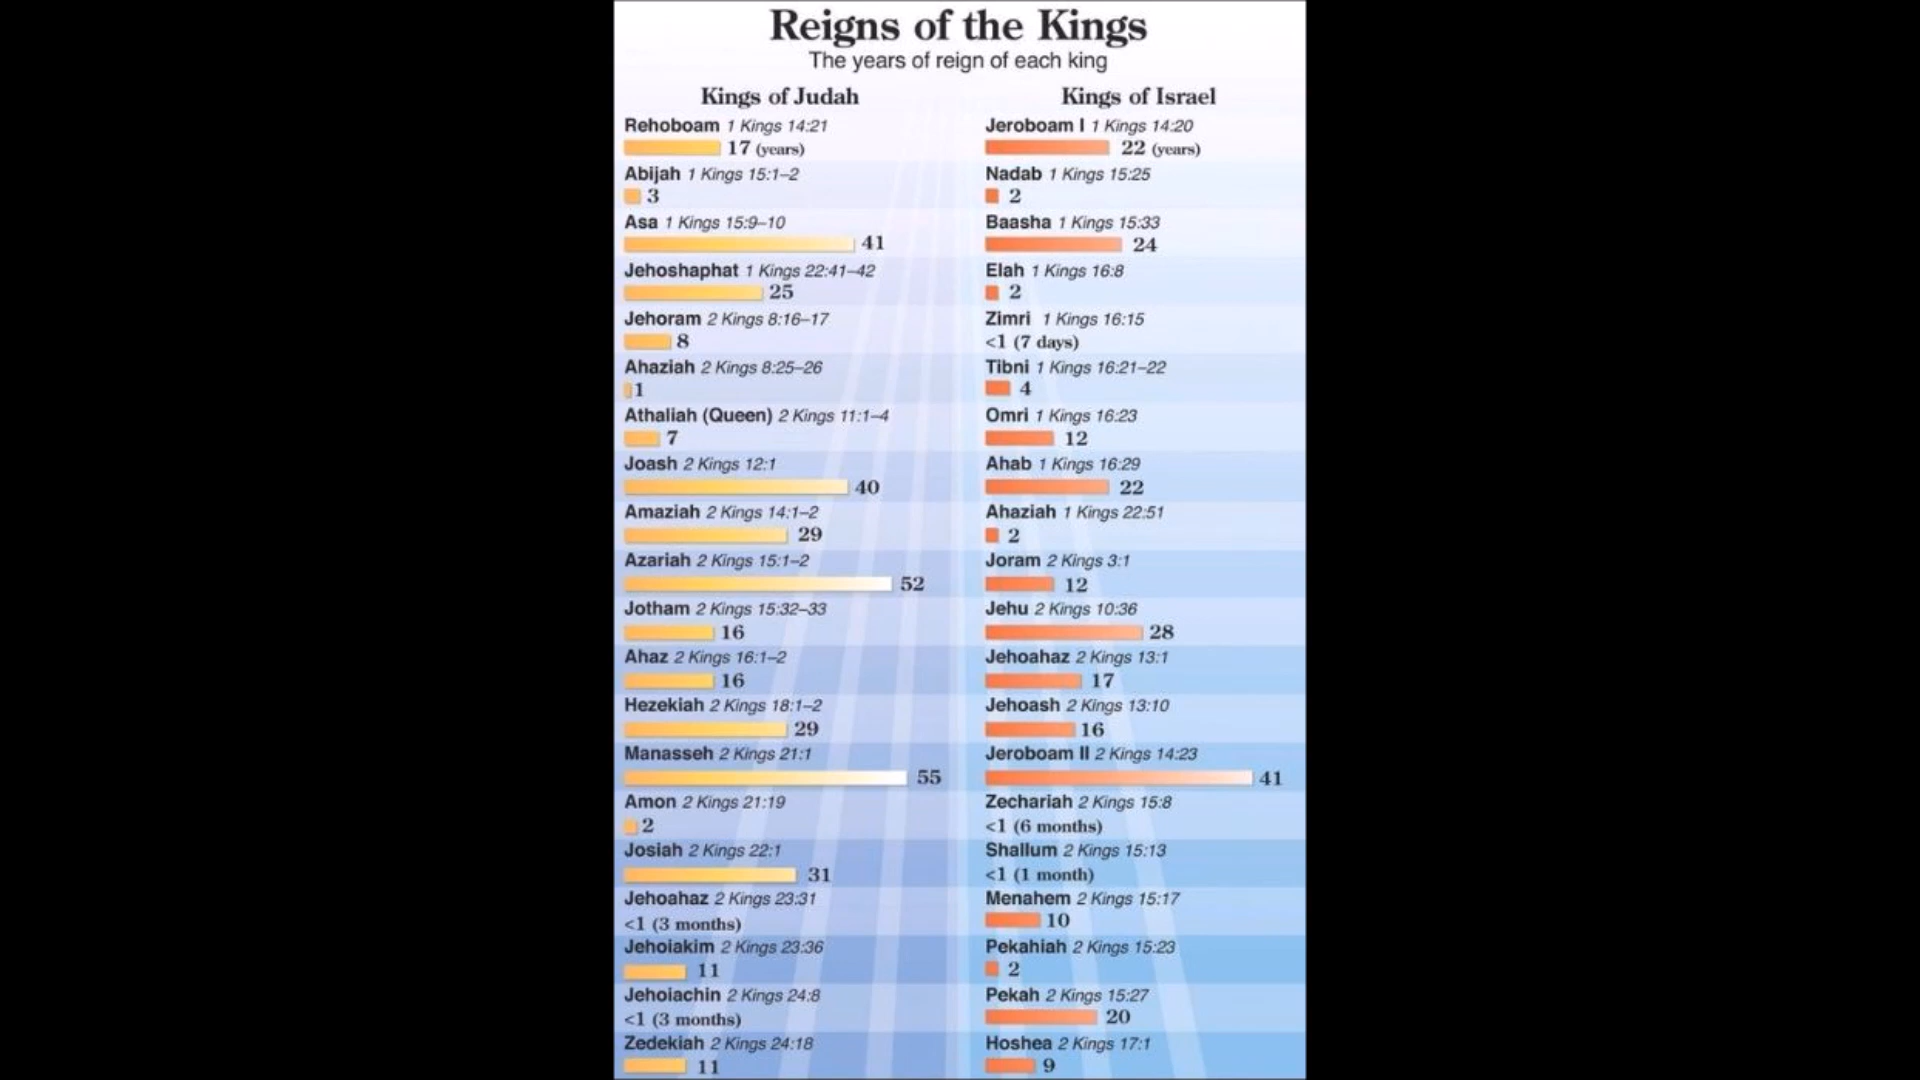 Reigns of the Kings
The years of reign of each king
Kings of Judah
Rehoboam 1 Kings 14:21
17 (years)
Abijah 1 Kings 15:1–2
3
Asa 1 Kings 15:9–10
41
Jehoshaphat 1 Kings 22:41–42
25
Jehoram 2 Kings 8:16–17
8
Ahaziah 2 Kings 8:25–26
1
Athaliah (Queen) 2 Kings 11:1–4
7
Joash 2 Kings 12:1
40
Amaziah 2 Kings 14:1–2
29
Azariah 2 Kings 15:1–2
52
Jotham 2 Kings 15:32–33
16
Ahaz 2 Kings 16:1–2
16
Hezekiah 2 Kings 18:1–2
29
Manasseh 2 Kings 21:1
55
Amon 2 Kings 21:19
2
Josiah 2 Kings 22:1
31
Jehoahaz 2 Kings 23:31
<1 (3 months)
Jehoiakim 2 Kings 23:36
11
Jehoiachin 2 Kings 24:8
<1 (3 months)
Zedekiah 2 Kings 24:18
11
Kings of Israel
Jeroboam I 1 Kings 14:20
22 (years)
Nadab 1 Kings 15:25
2
Baasha 1 Kings 15:33
24
Elah 1 Kings 16:8
2
Zimri 1 Kings 16:15
<1 (7 days)
Tibni 1 Kings 16:21–22
4
Omri 1 Kings 16:23
12
Ahab 1 Kings 16:29
22
Ahaziah 1 Kings 22:51
2
Joram 2 Kings 3:1
12
Jehu 2 Kings 10:36
28
Jehoahaz 2 Kings 13:1
17
Jehoash 2 Kings 13:10
16
Jeroboam II 2 Kings 14:23
41
Zechariah 2 Kings 15:8
<1 (6 months)
Shallum 2 Kings 15:13
<1 (1 month)
Menahem 2 Kings 15:17
10
Pekahiah 2 Kings 15:23
2
Pekah 2 Kings 15:27
20
Hoshea 2 Kings 17:1
9